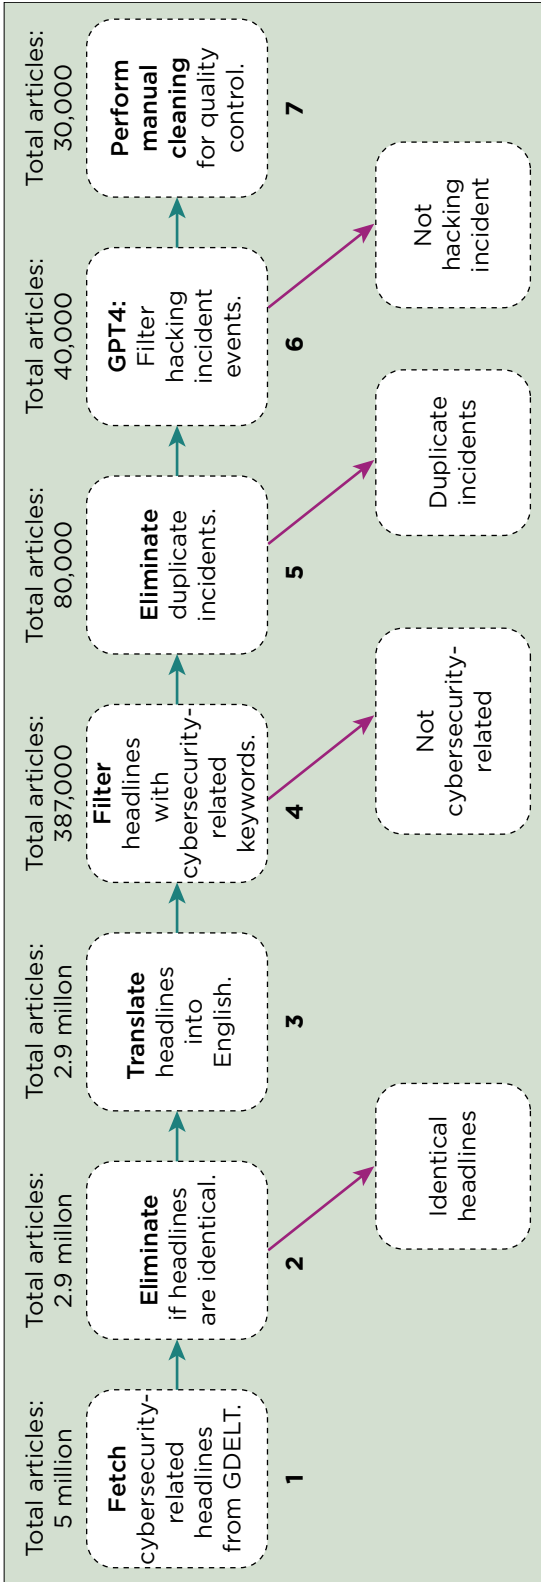 Total articles:
5 million
Fetch
cybersecurity-
related
headlines
from GDELT.
1
Total articles:
2.9 millon
Eliminate
if headlines
are identical.
2
Identical
headlines
Total articles:
2.9 millon
Translate
headlines
into
English.
3
Total articles:
387,000
Filter
headlines
with
cybersecurity-
related
keywords.
4
Not
cybersecurity-
related
Total articles:
80,000
Eliminate
duplicate
incidents.
5
Duplicate
incidents
Total articles:
40,000
GPT4:
Filter
hacking
incident
events.
6
Not
hacking
incident
Total articles:
30,000
Perform
manual
cleaning
for quality
control.
7